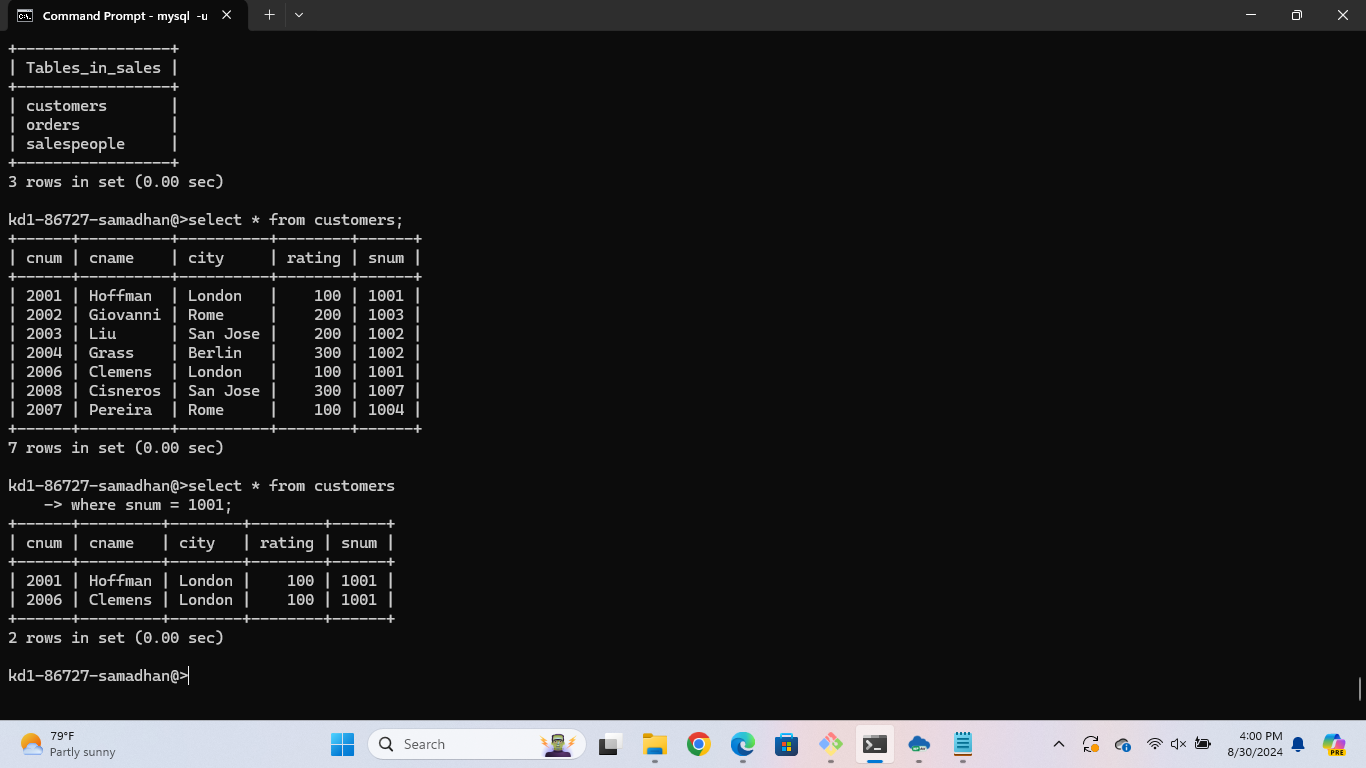 Command Prompt - mysql -u
+-----------------+
| Tables_in_sales |
+-----------------+
| customers       |
| orders          |
| salespeople     |
+-----------------+
3 rows in set (0.00 sec)
kd1-86727-samadhan@>select * from customers;
+------+----------+----------+--------+------+
| cnum | cname    | city     | rating | snum |
+------+----------+----------+--------+------+
| 2001 | Hoffman  | London   |    100 | 1001 |
| 2002 | Giovanni | Rome     |    200 | 1003 |
| 2003 | Liu      | San Jose |    200 | 1002 |
| 2004 | Grass    | Berlin   |    300 | 1002 |
| 2006 | Clemens  | London   |    100 | 1001 |
| 2008 | Cisneros | San Jose |    300 | 1007 |
| 2007 | Pereira  | Rome     |    100 | 1004 |
+------+----------+----------+--------+------+
7 rows in set (0.00 sec)
kd1-86727-samadhan@>select * from customers
    -> where snum = 1001;
+------+---------+--------+--------+------+
| cnum | cname   | city   | rating | snum |
+------+---------+--------+--------+------+
| 2001 | Hoffman | London |    100 | 1001 |
| 2006 | Clemens | London |    100 | 1001 |
+------+---------+--------+--------+------+
2 rows in set (0.00 sec)
kd1-86727-samadhan@>
79°F
Partly sunny
Search
4:00 PM
8/30/2024
PRE